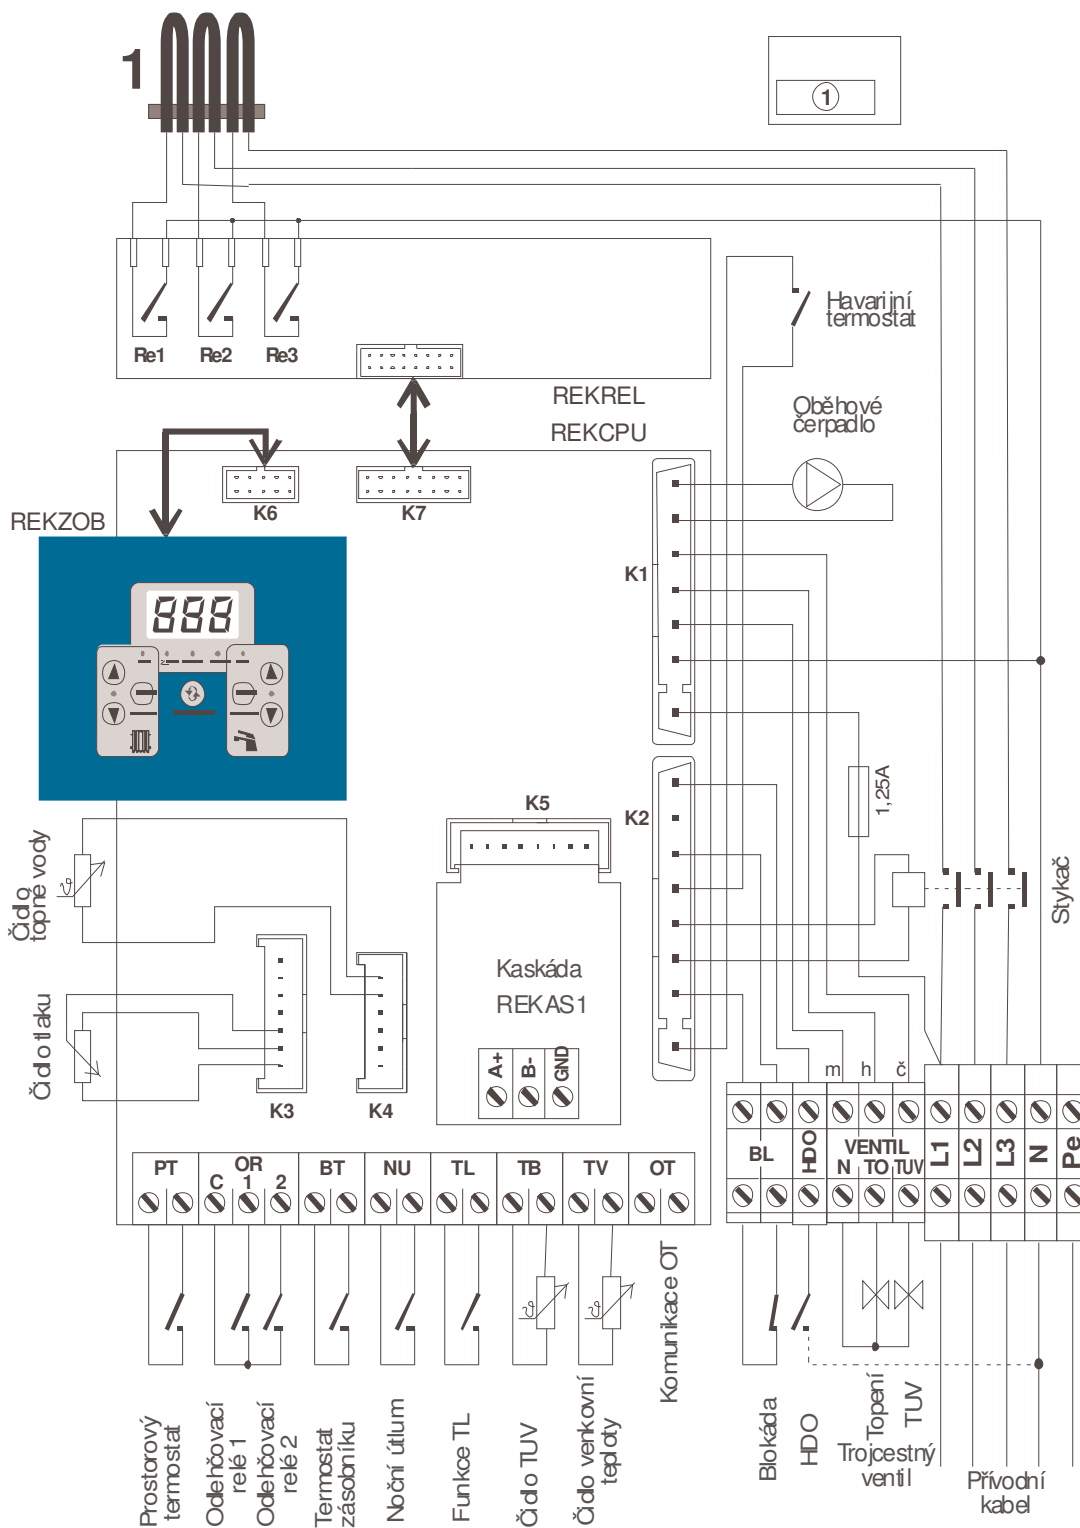 1
1
Re1 Re2 Re3
Havarijní
termostat
REKREL
REKCPU
Oběhové
čerpadlo
K6 K7
REKZOB
K1
888
K5
K2
1,25A
Čidlo
topné vody
ϑ
Stykač
Kaskáda
REKAS1
Čidlo tlaku
A+ B- GND
K3 K4
m h č
PT OR BT NU TL TB TV OT
C 1 2
BL HDO VENTIL L1 L2 L3 N Pe
N TO TUV
ϑ ϑ
Prostorový
termostat
Odlehčovací
relé 1
Odlehčovací
relé 2
Termostat
zásobníku
Noční útlum
Funkce TL
Čidlo TUV
Čidlo venkovní
teploty
Komunikace OT
Blokáda
HDO
Topení
TUV
Trojcestný
ventil
Přívodní
kabel